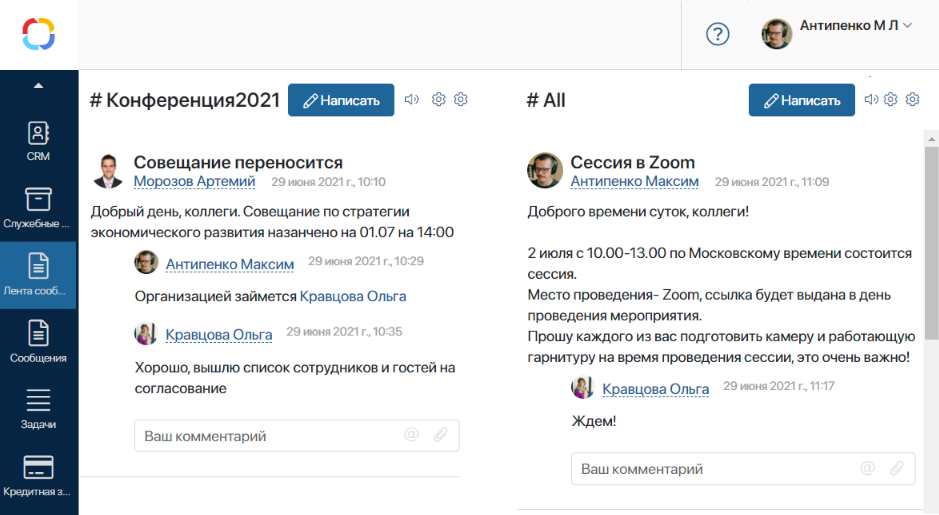 Антипенко М Л
CRM
Служебные ...
Лента сооб...
Сообщения
Задачи
Кредитная з...
# Конференция2021
Написать
Совещание переносится
Морозов Артемий 29 июня 2021 г., 10:10
Добрый день, коллеги. Совещание по стратегии
экономического развития назанчено на 01.07 на 14:00
Антипенко Максим 29 июня 2021 г., 10:29
Организацией займется Кравцова Ольга
Кравцова Ольга 29 июня 2021 г., 10:35
Хорошо, вышлю список сотрудников и гостей на
согласование
Ваш комментарий
# All
Написать
Сессия в Zoom
Антипенко Максим 29 июня 2021 г., 11:09
Доброго времени суток, коллеги!
2 июля с 10.00-13.00 по Московскому времени состоится
сессия.
Место проведения- Zoom, ссылка будет выдана в день
проведения мероприятия.
Прошу каждого из вас подготовить камеру и работающую
гарнитуру на время проведения сессии, это очень важно!
Кравцова Ольга 29 июня 2021 г., 11:17
Ждем!
Ваш комментарий